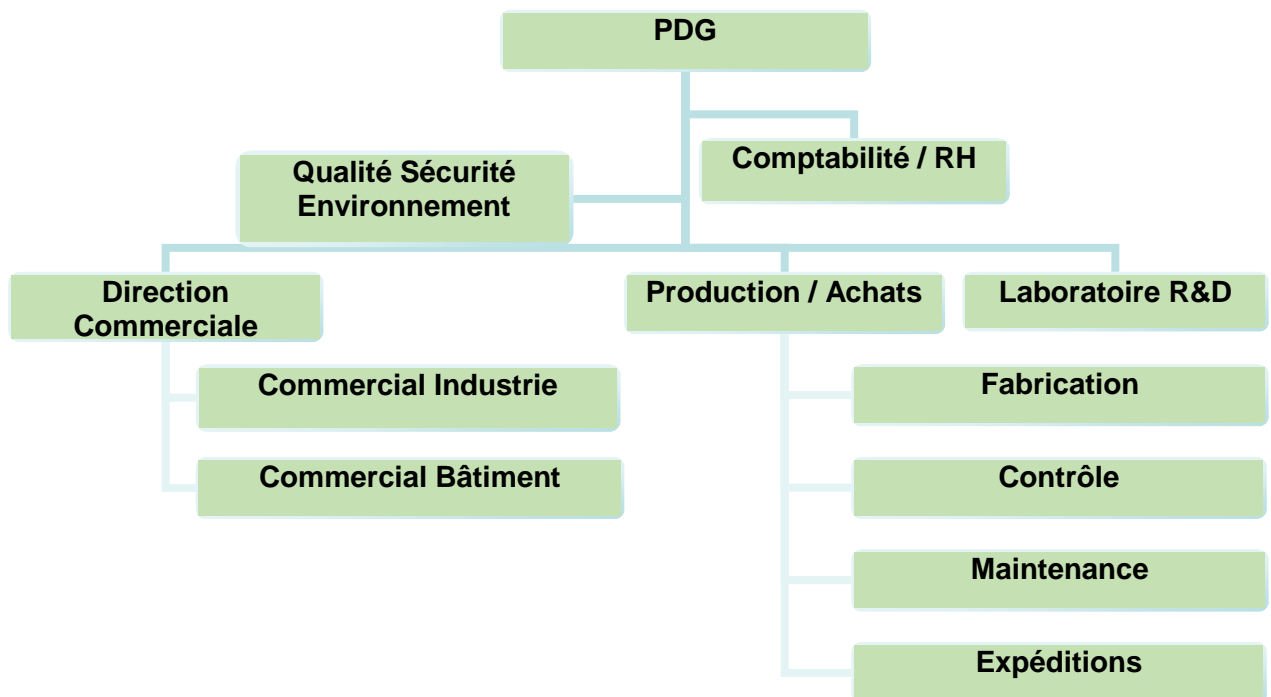 PDG
Comptabilité / RH
Qualité Sécurité
Environnement
Direction
Commerciale
Production / Achats
Laboratoire R&D
Commercial Industrie
Commercial Bâtiment
Fabrication
Contrôle
Maintenance
Expéditions